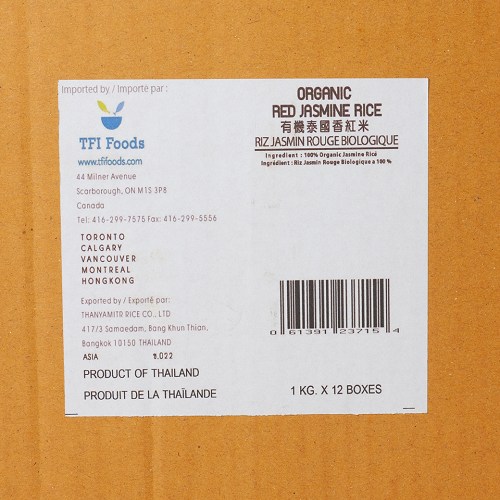 Imported by / Importé par :
TFI Foods
www.tfifoods.com
44 Milner Avenue
Scarborough, ON M1S 3P8
Canada
Tel: 416-299-7575 Fax: 416-299-5556
TORONTO
CALGARY
VANCOUVER
MONTREAL
HONGKONG
Exported by / Exporté par :
THANYAMITR RICE CO., LTD
417/3 Samaedam, Bang Khun Thian,
Bangkok 10150 THAILAND
ASIA ข.022
PRODUCT OF THAILAND
PRODUIT DE LA THAÏLANDE
ORGANIC
RED JASMINE RICE
有機泰國香紅米
RIZ JASMIN ROUGE BIOLOGIQUE
Ingredient : 100% Organic Jasmine Rice
Ingrédient : Riz Jasmin Rouge Biologique a 100 %
0 61391 23715 4
1 KG. X 12 BOXES